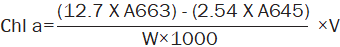 Chl a= (12.7 X A663) - (2.54 X A645) ×V
W×1000